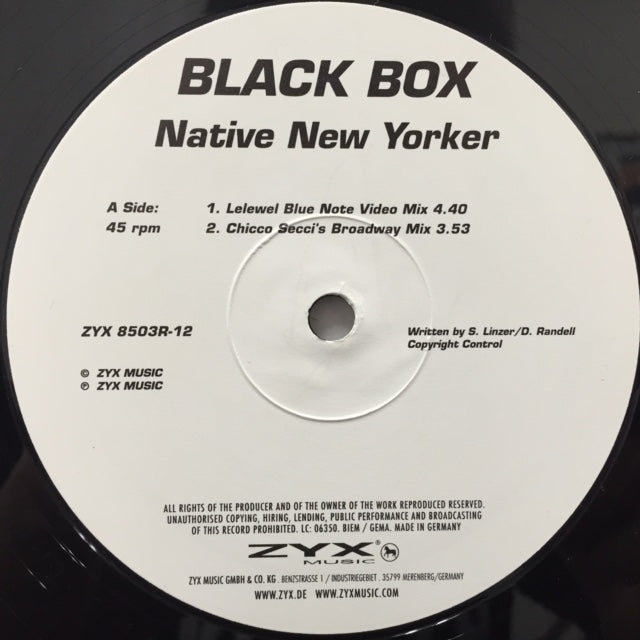 BLACK BOX
Native New Yorker
A Side: 1. Lelewel Blue Note Video Mix 4.40
45 rpm 2. Chicco Secci's Broadway Mix 3.53
ZYX 8503R-12
Written by S. Linzer/D. Randell
Copyright Control
© ZYX MUSIC
℗ ZYX MUSIC
ALL RIGHTS OF THE PRODUCER AND OF THE OWNER OF THE WORK REPRODUCED RESERVED.
UNAUTHORISED COPYING, HIRING, LENDING, PUBLIC PERFORMANCE AND BROADCASTING
OF THIS RECORD PROHIBITED. LC: 06350. BIEM / GEMA. MADE IN GERMANY
ZYX®
MUSIC
ZYX MUSIC GMBH & CO. KG . BENZSTRASSE 1 / INDUSTRIEGEBIET . 35799 MERENBERG/GERMANY
WWW.ZYX.DE WWW.ZYXMUSIC.COM